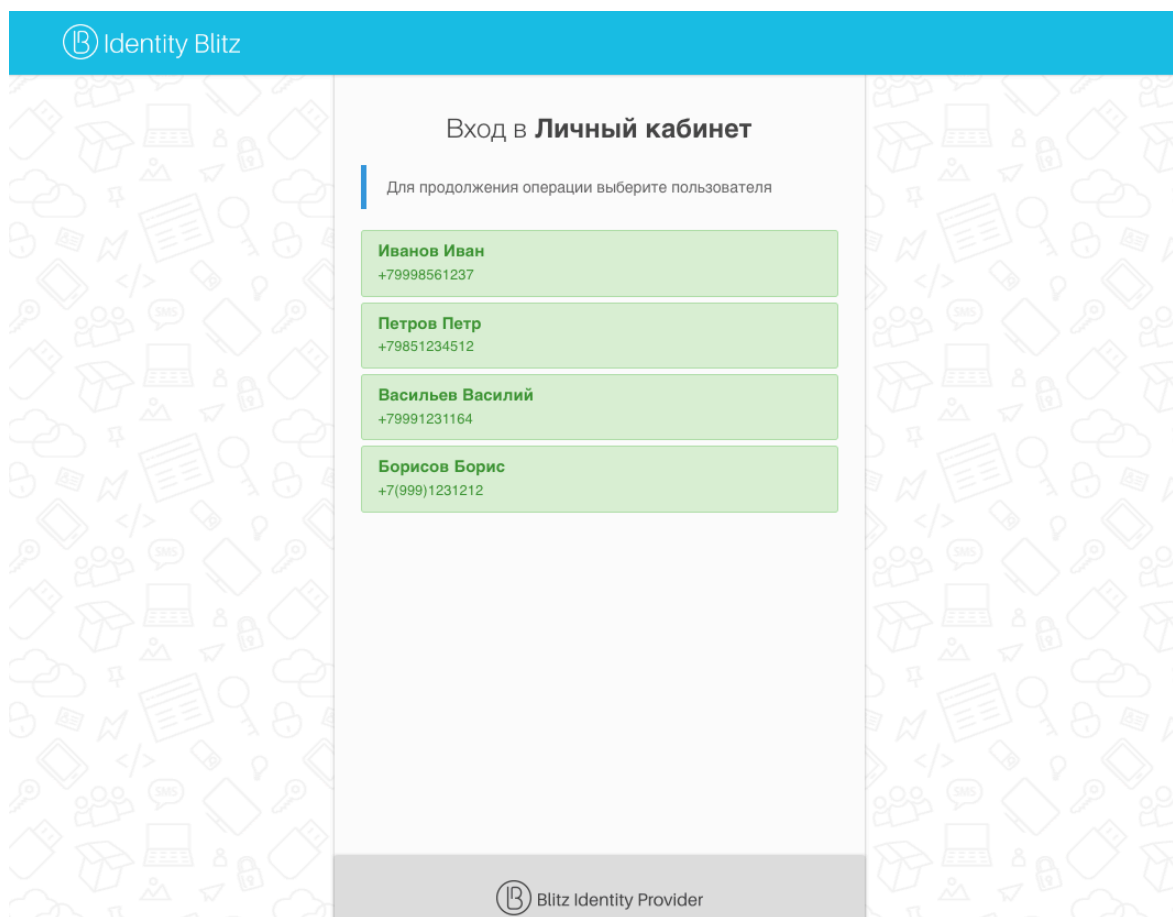 Identity Blitz
Вход в Личный кабинет
Для продолжения операции выберите пользователя
Иванов Иван
+79998561237
Петров Петр
+79851234512
Васильев Василий
+79991231164
Борисов Борис
+7(999)1231212
Blitz Identity Provider